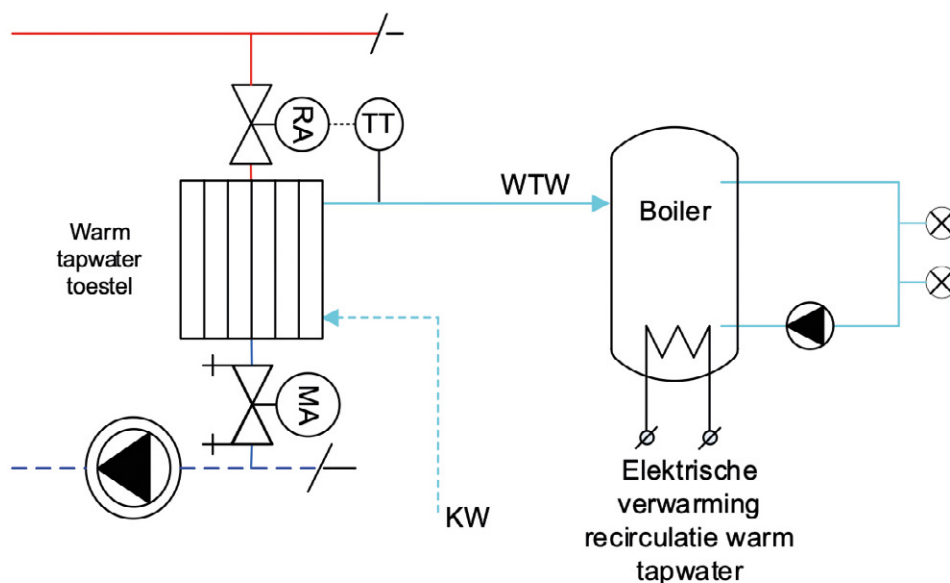 RA
TT
WTW
Boiler
Warm
tapwater
toestel
MA
KW
Elektrische
verwarming
recirculatie warm
tapwater